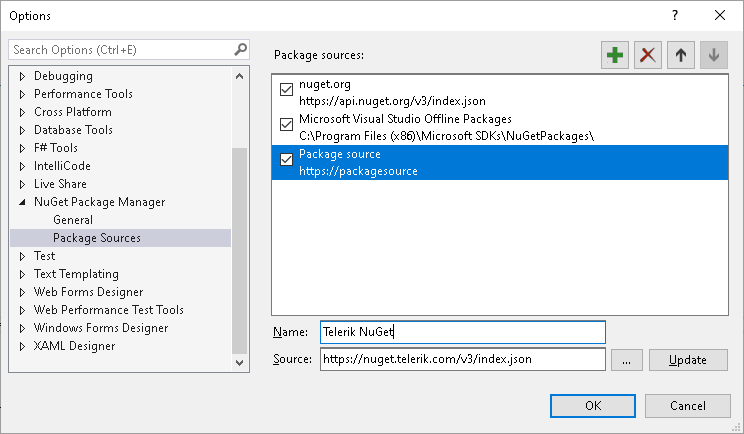 Options
Search Options (Ctrl+E)
Debugging
Performance Tools
Cross Platform
Database Tools
F# Tools
IntelliCode
Live Share
NuGet Package Manager
General
Package Sources
Test
Text Templating
Web Forms Designer
Web Performance Test Tools
Windows Forms Designer
XAML Designer
Package sources:
nuget.org
https://api.nuget.org/v3/index.json
Microsoft Visual Studio Offline Packages
C:\Program Files (x86)\Microsoft SDKs\NuGetPackages\
Package source
https://packagesource
Name: Telerik NuGet
Source: https://nuget.telerik.com/v3/index.json ... Update
OK Cancel